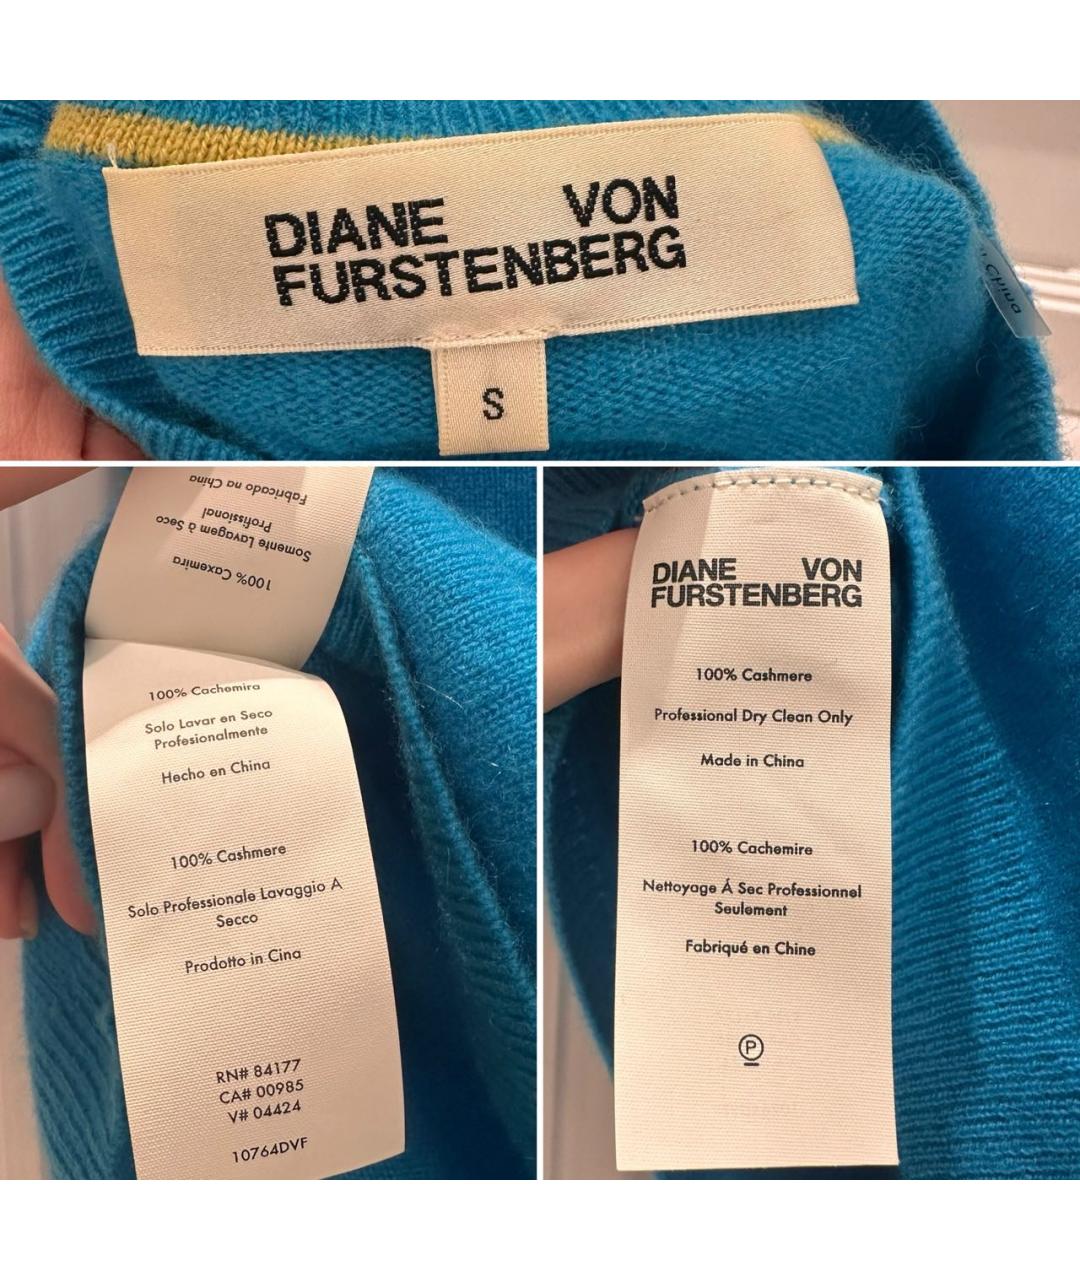 DIANE VON
FURSTENBERG
S
China
Fabricado na China
Profissional
Somente Lavagem à Seco
100% Caxemira
100% Cachemira
Solo Lavar en Seco
Profesionalmente
Hecho en China
100% Cashmere
Solo Professionale Lavaggio A
Secco
Prodotto in Cina
RN# 84177
CA# 00985
V# 04424
10764DVF
DIANE VON
FURSTENBERG
100% Cashmere
Professional Dry Clean Only
Made in China
100% Cachemire
Nettoyage Á Sec Professionnel
Seulement
Fabriqué en Chine
P